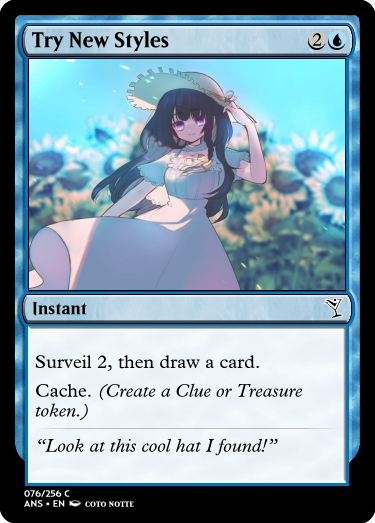 Try New Styles 2
Instant
Surveil 2, then draw a card.
Cache. (Create a Clue or Treasure
token.)
“Look at this cool hat I found!”
076/256 C
ANS • EN COTO NOTTE